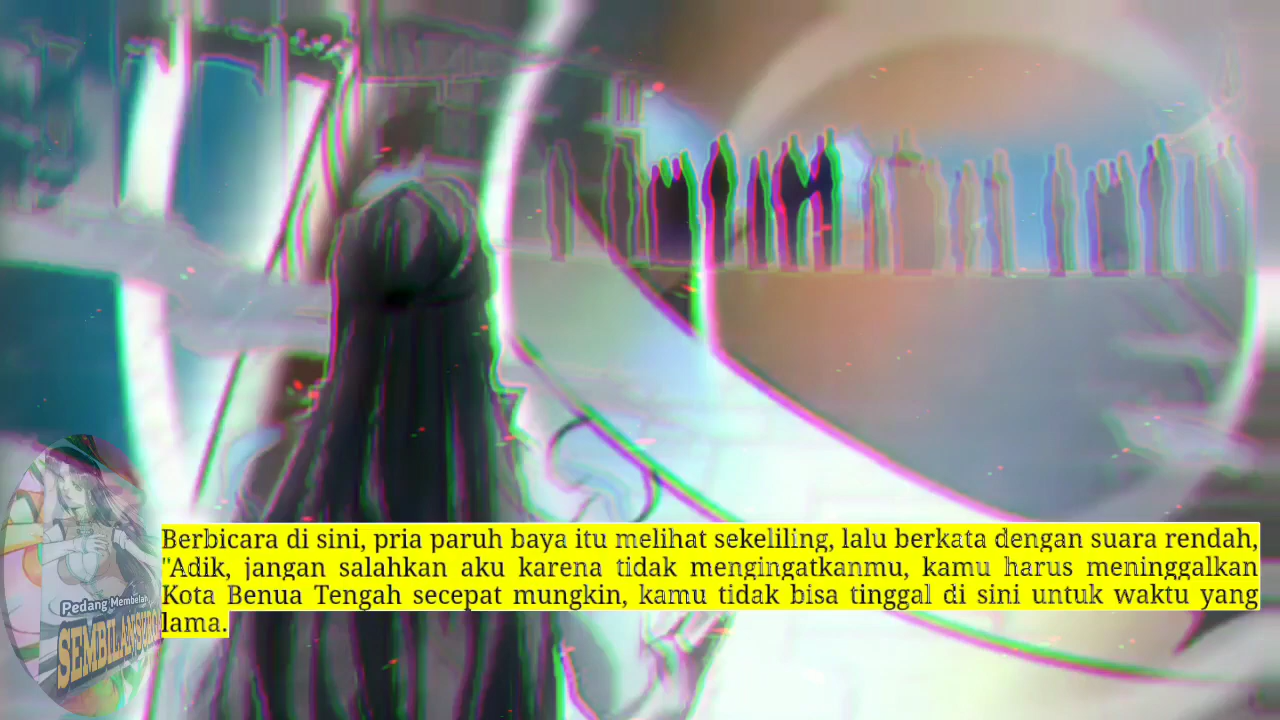 Berbicara di sini, pria paruh baya itu melihat sekeliling, lalu berkata dengan suara rendah,
"Adik, jangan salahkan aku karena tidak mengingatkanmu, kamu harus meninggalkan
Kota Benua Tengah secepat mungkin, kamu tidak bisa tinggal di sini untuk waktu yang
lama.
Pedang Membelah